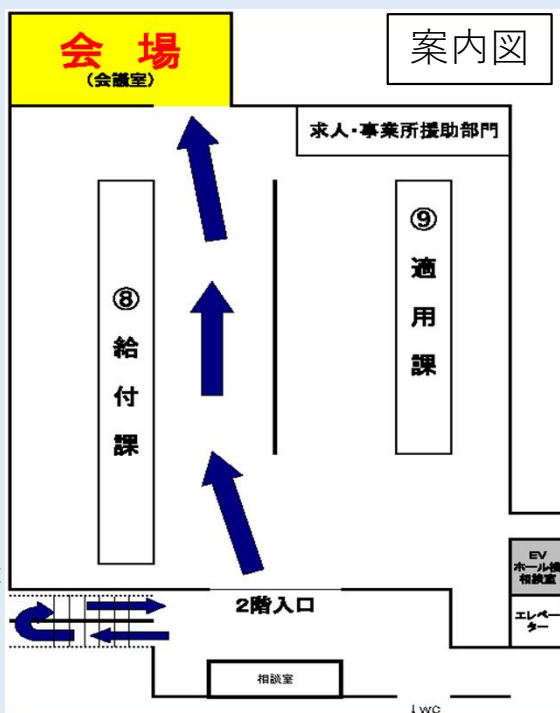 案内図
会 場
(会議室)
求人・事業所援助部門
⑧給付課
⑨適用課
EV
ホール横
相談室
エレベー
ター
2階入口
相談室
↓WC